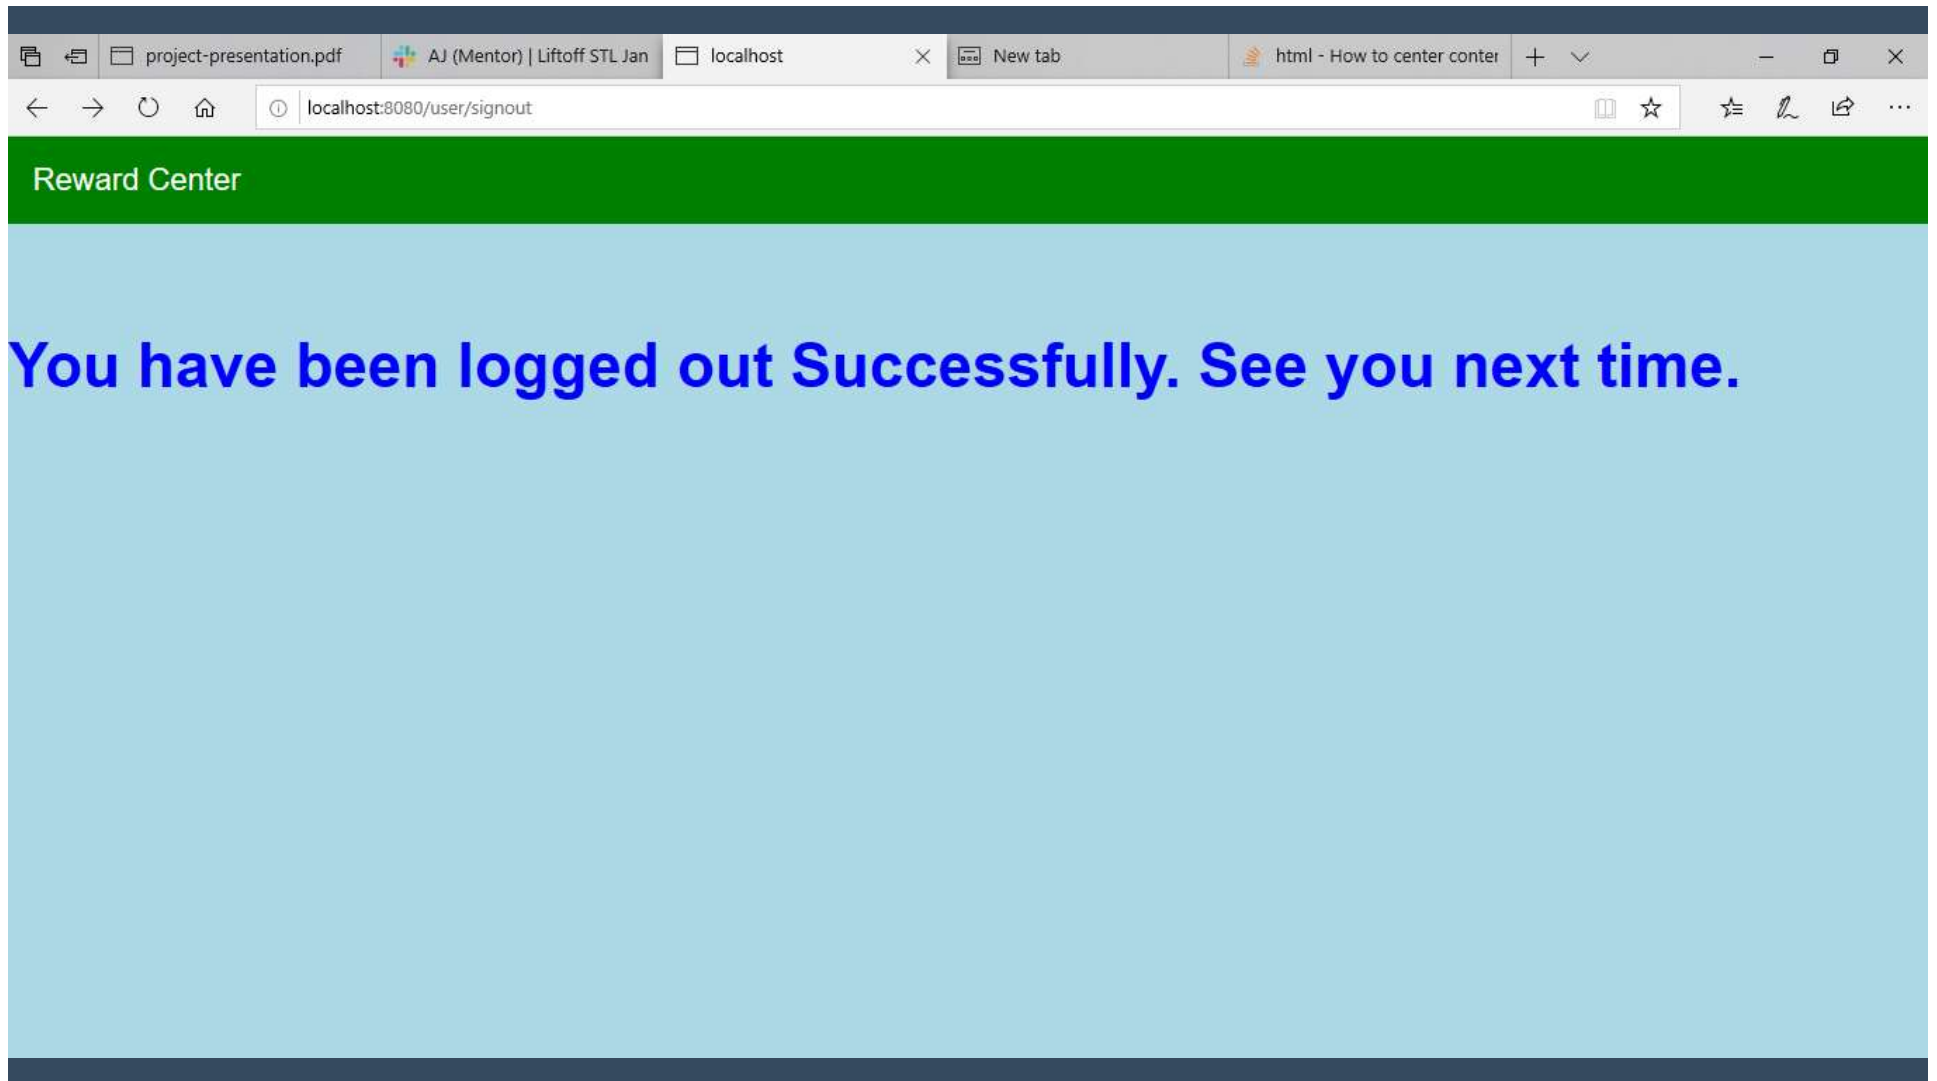 project-presentation.pdf
AJ (Mentor) | Liftoff STL Jan
localhost
New tab
html - How to center conter
localhost:8080/user/signout
Reward Center
You have been logged out Successfully. See you next time.